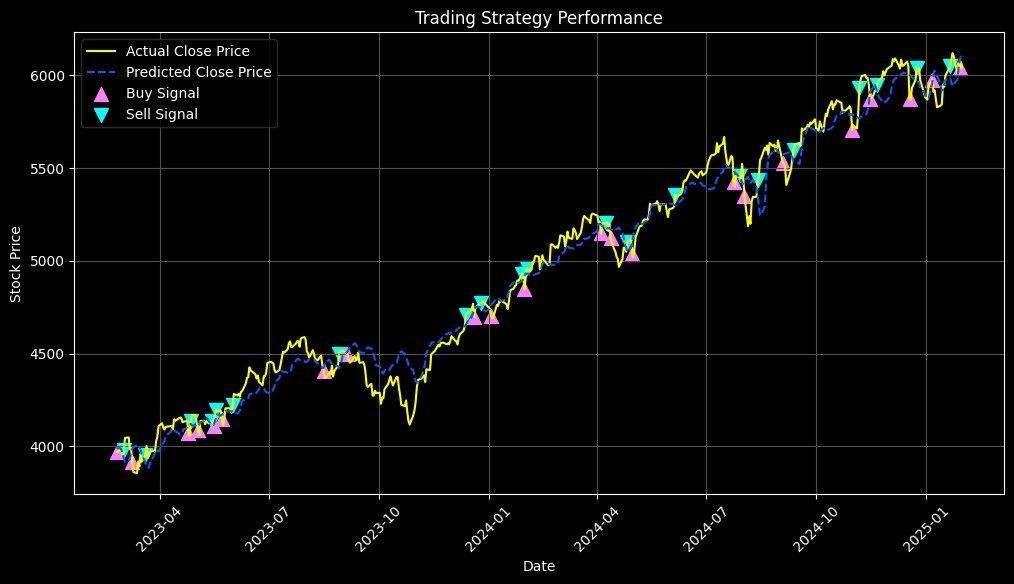 Trading Strategy Performance
Actual Close Price
Predicted Close Price
Buy Signal
Sell Signal
Stock Price
6000
5500
5000
4500
4000
2023-04
2023-07
2023-10
2024-01
2024-04
2024-07
2024-10
2025-01
Date